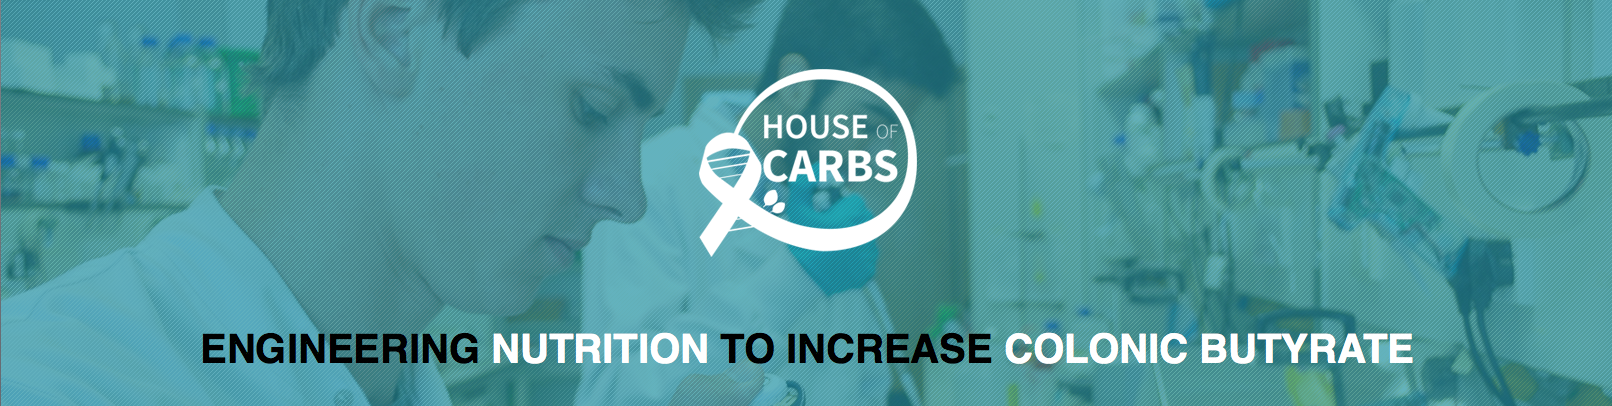 HOUSE OF
CARBS
ENGINEERING NUTRITION TO INCREASE COLONIC BUTYRATE